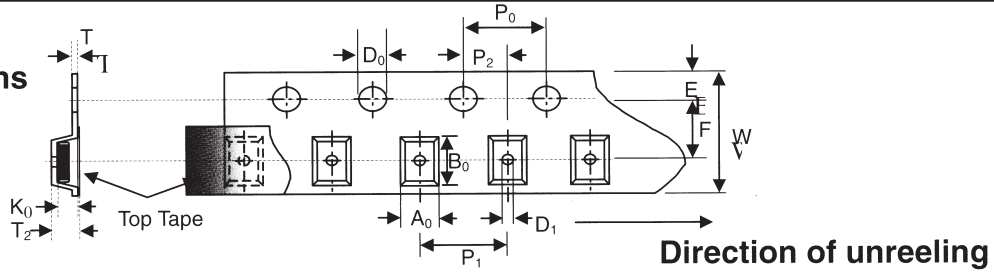 P₀
T
D₀
P₂
ns
E
F
W
B₀
K₀
Top Tape
A₀
D₁
T₂
P₁
Direction of unreeling